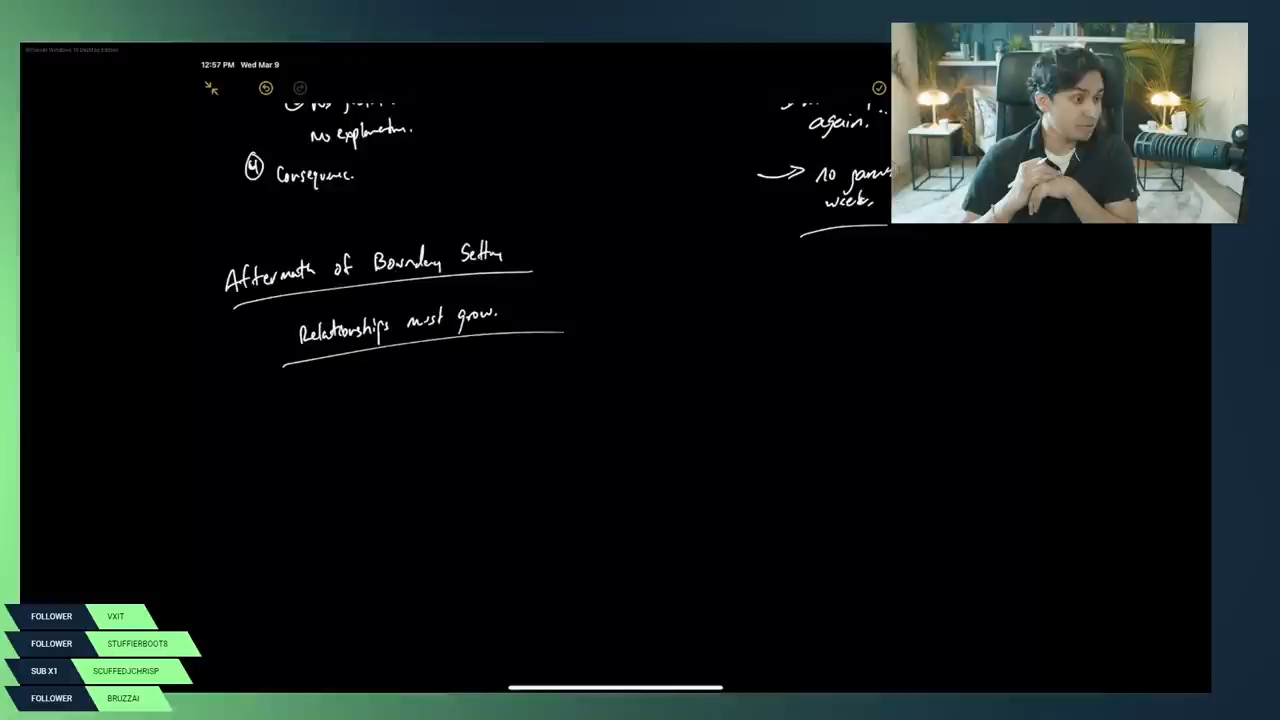 12:57 PM Wed Mar 9
no explanation.
again!
④ Consequence.
→ 10 games
week.
Aftermath of Boundary Setting
Relationships must grow.
FOLLOWER VXIT
FOLLOWER STUFFIERBOOT8
SUB X1 SCUFFEDJCHRISP
FOLLOWER BRUZZAI